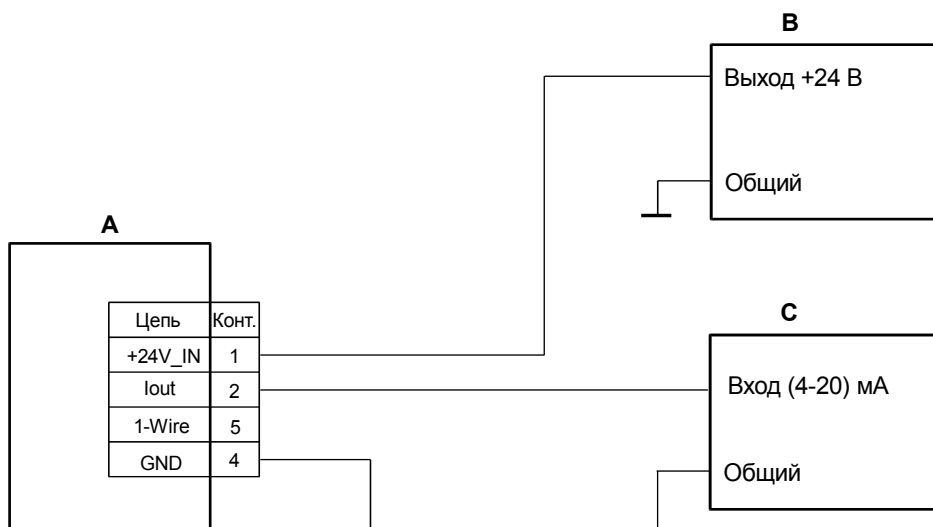 B
Выход +24 В
Общий
A
Цепь Конт.
+24V_IN 1
Iout 2
1-Wire 5
GND 4
C
Вход (4-20) мА
Общий